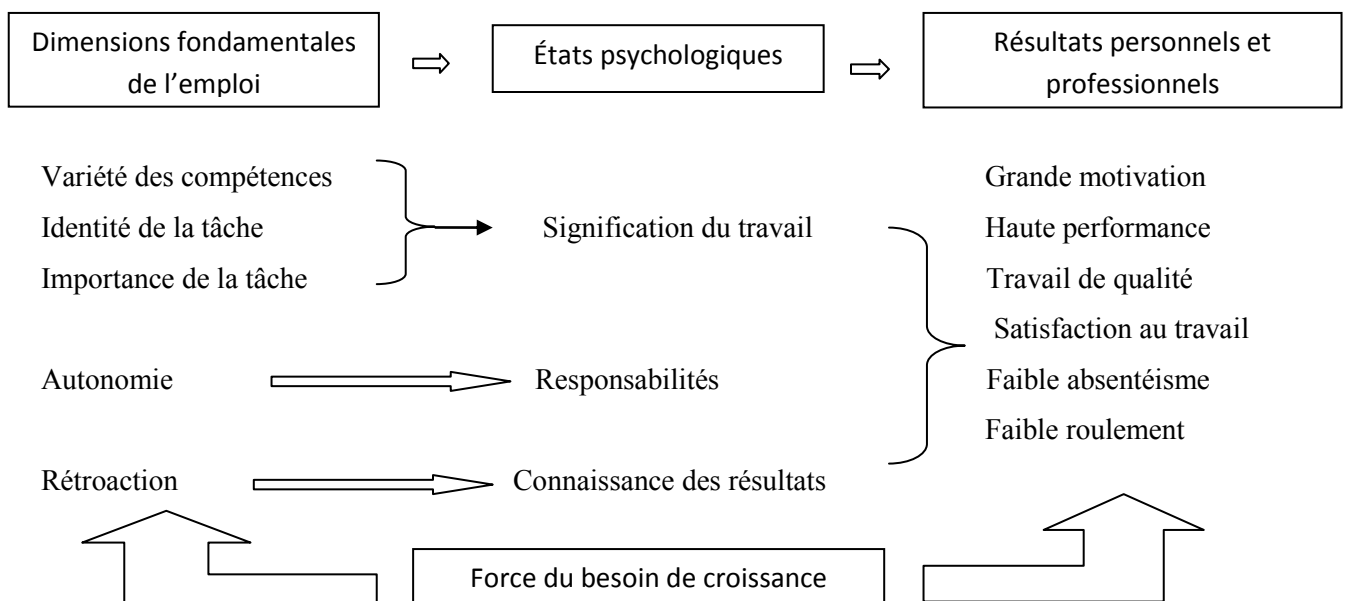 Dimensions fondamentales
de l’emploi
États psychologiques
Résultats personnels et
professionnels
Variété des compétences
Identité de la tâche
Importance de la tâche
Signification du travail
Grande motivation
Haute performance
Travail de qualité
Satisfaction au travail
Autonomie
Responsabilités
Faible absentéisme
Faible roulement
Rétroaction
Connaissance des résultats
Force du besoin de croissance